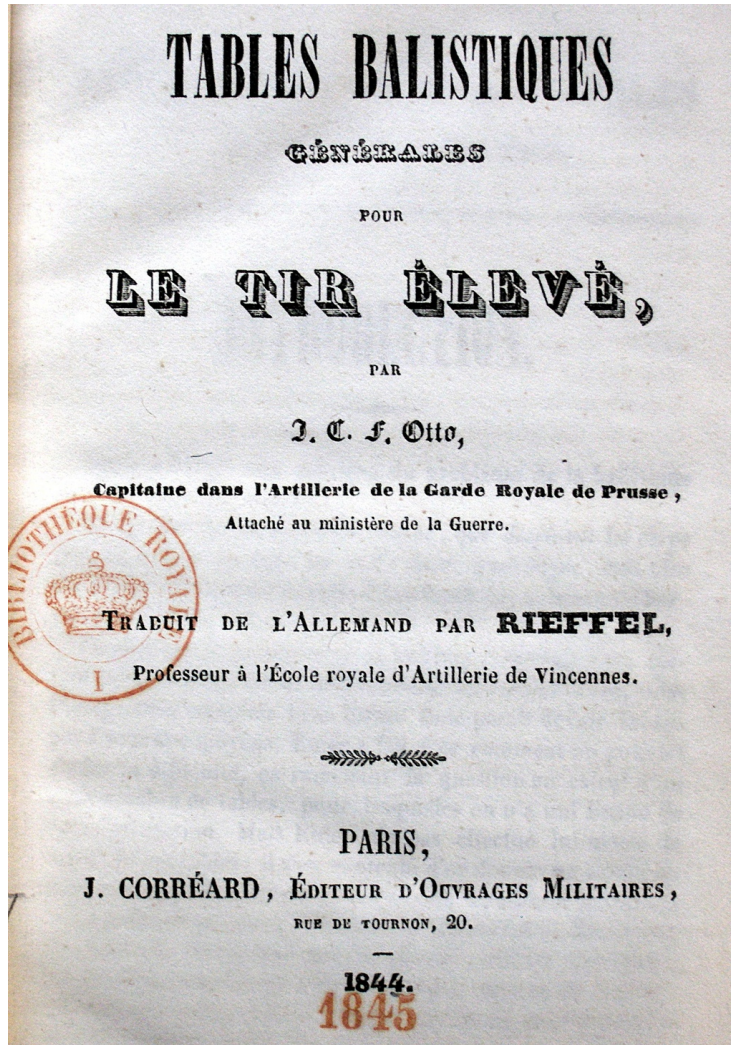 TABLES BALISTIQUES
GÉNÉRALES
POUR
LE TIR ÉLEVÉ,
PAR
J. C. F. Otto,
Capitaine dans l'Artillerie de la Garde Royale de Prusse,
Attaché au ministère de la Guerre.
BIBLIOTHÈQUE ROYALE
I
TRADUIT DE L'ALLEMAND PAR RIEFFEL,
Professeur à l'École royale d'Artillerie de Vincennes.
PARIS,
J. CORRÉARD, ÉDITEUR D'OUVRAGES MILITAIRES,
RUE DE TOURNON, 20.
1844.
1845